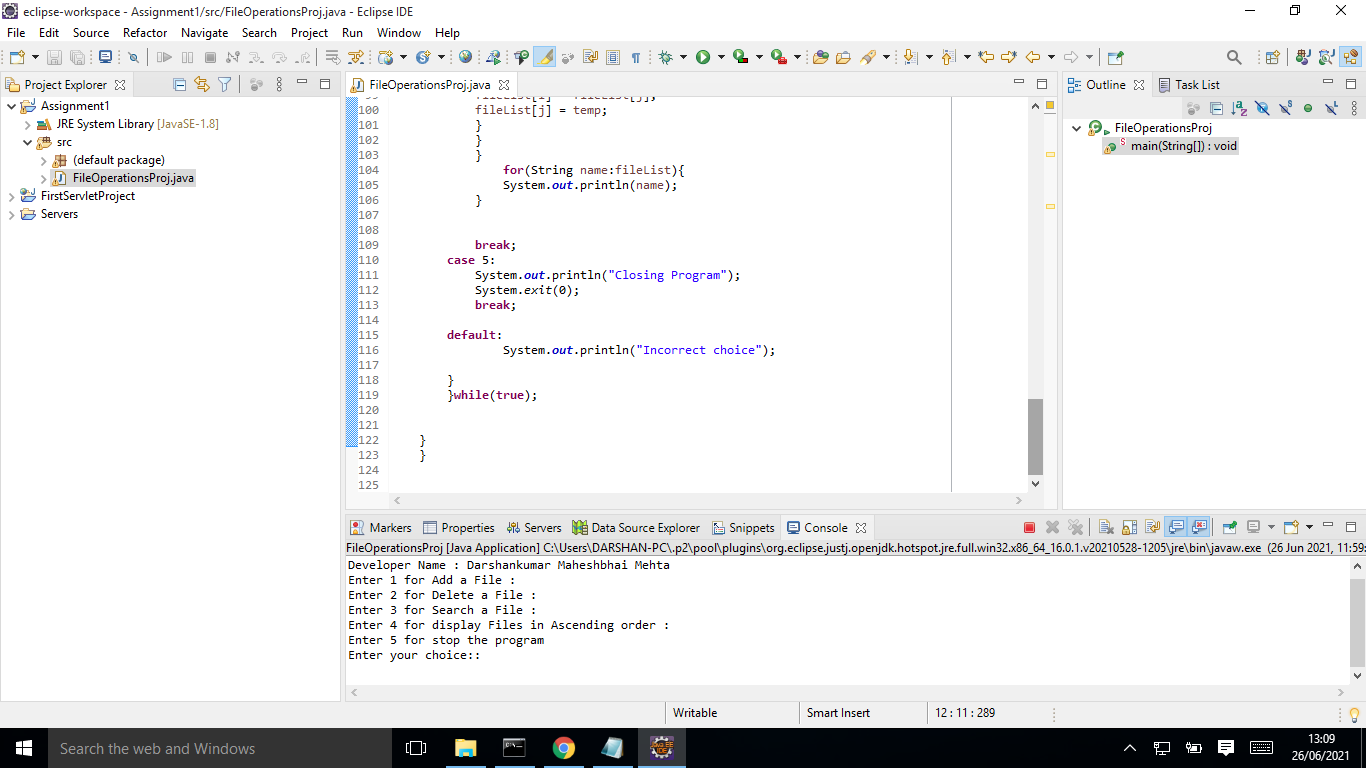 eclipse-workspace - Assignment1/src/FileOperationsProj.java - Eclipse IDE
File Edit Source Refactor Navigate Search Project Run Window Help
Project Explorer
Assignment1
JRE System Library [JavaSE-1.8]
src
(default package)
FileOperationsProj.java
FirstServletProject
Servers
FileOperationsProj.java
100 fileList[j] = temp;
101 }
102 }
103 }
104 for(String name:fileList){
105 System.out.println(name);
106 }
107
108
109 break;
110 case 5:
111 System.out.println("Closing Program");
112 System.exit(0);
113 break;
114
115 default:
116 System.out.println("Incorrect choice");
117
118 }
119 }while(true);
120
121
122 }
123 }
124
125
Outline Task List
FileOperationsProj
main(String[]) : void
Markers Properties Servers Data Source Explorer Snippets Console
FileOperationsProj [Java Application] C:\Users\DARSHAN-PC\.p2\pool\plugins\org.eclipse.justj.openjdk.hotspot.jre.full.win32.x86_64_16.0.1.v20210528-1205\jre\bin\javaw.exe (26 Jun 2021, 11:59:
Developer Name : Darshankumar Maheshbhai Mehta
Enter 1 for Add a File :
Enter 2 for Delete a File :
Enter 3 for Search a File :
Enter 4 for display Files in Ascending order :
Enter 5 for stop the program
Enter your choice::
Writable Smart Insert 12 : 11 : 289
Search the web and Windows
13:09
26/06/2021